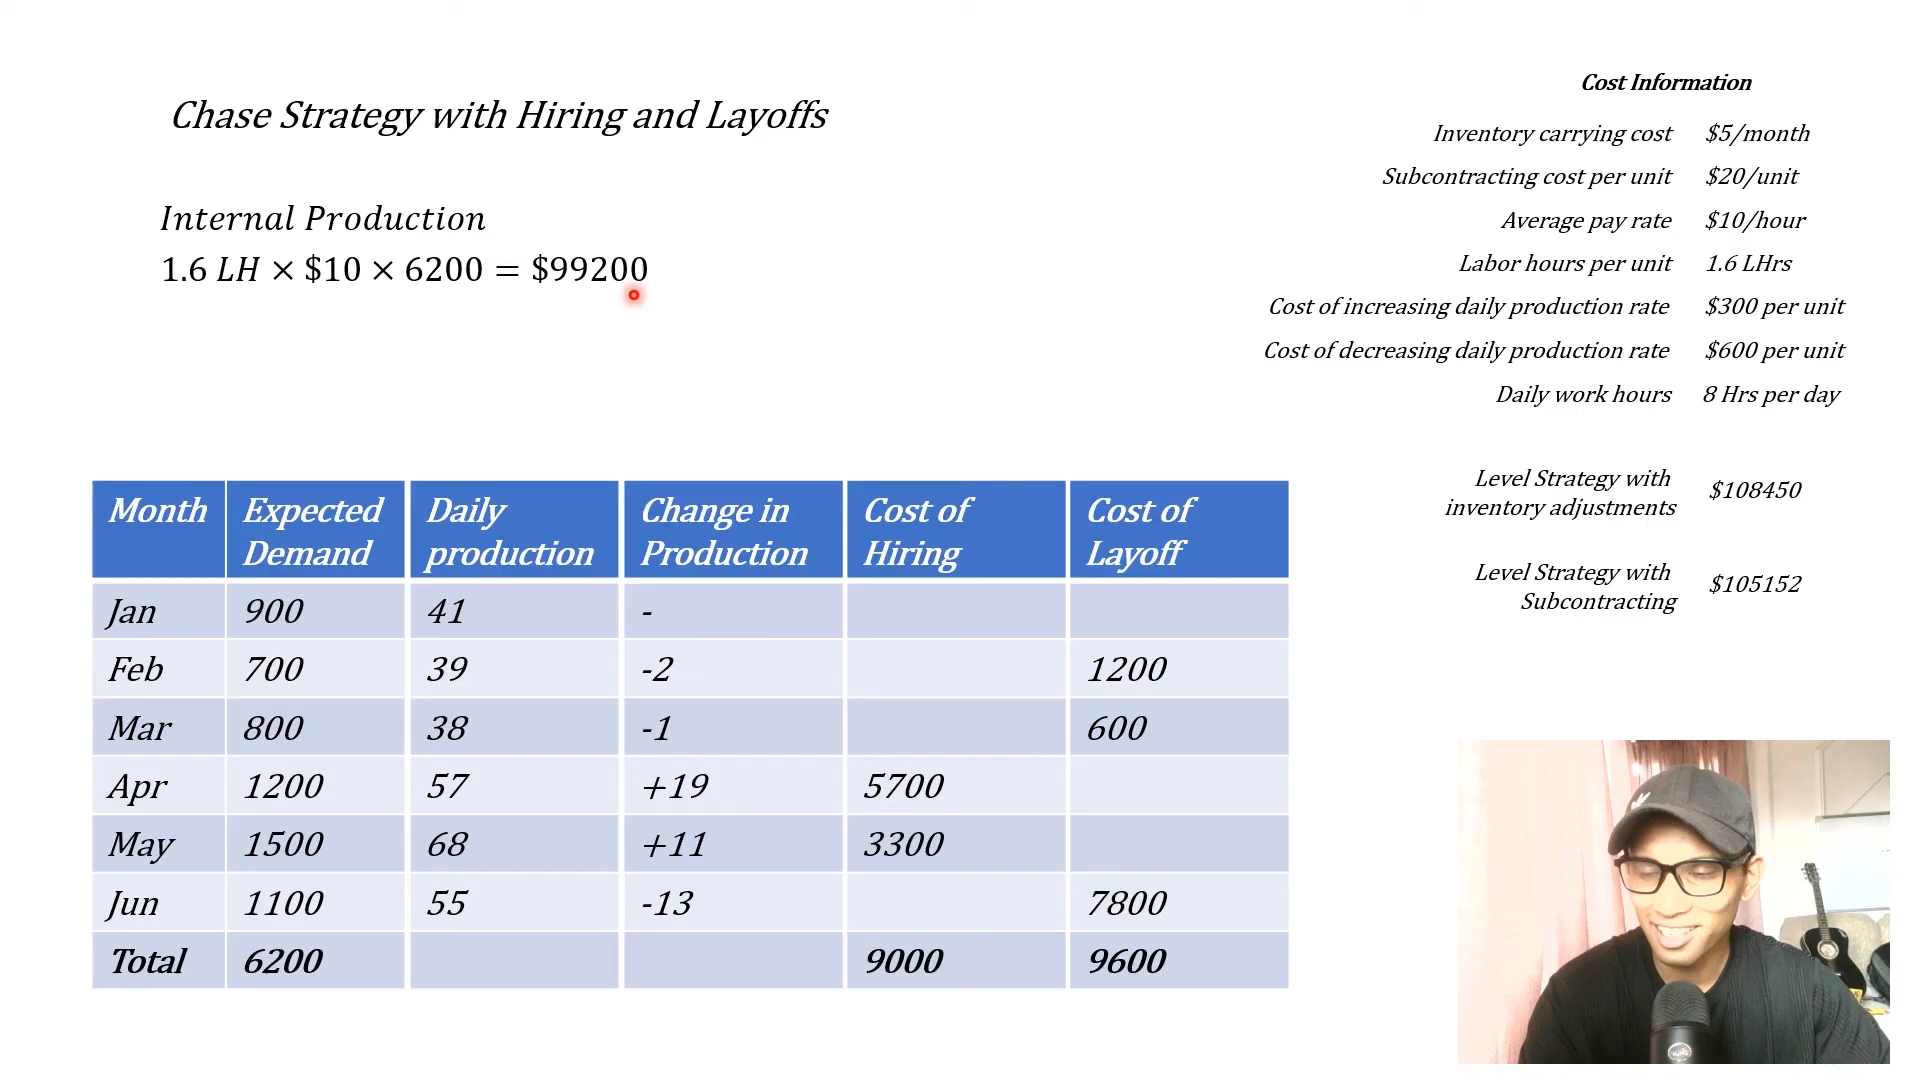 Chase Strategy with Hiring and Layoffs
Internal Production
1.6 LH × $10 × 6200 = $99200
Cost Information
Inventory carrying cost $5/month
Subcontracting cost per unit $20/unit
Average pay rate $10/hour
Labor hours per unit 1.6 LHrs
Cost of increasing daily production rate $300 per unit
Cost of decreasing daily production rate $600 per unit
Daily work hours 8 Hrs per day
Level Strategy with
inventory adjustments $108450
Level Strategy with
Subcontracting $105152
Month Expected Demand Daily production Change in Production Cost of Hiring Cost of Layoff
Jan 900 41 -
Feb 700 39 -2 1200
Mar 800 38 -1 600
Apr 1200 57 +19 5700
May 1500 68 +11 3300
Jun 1100 55 -13 7800
Total 6200 9000 9600